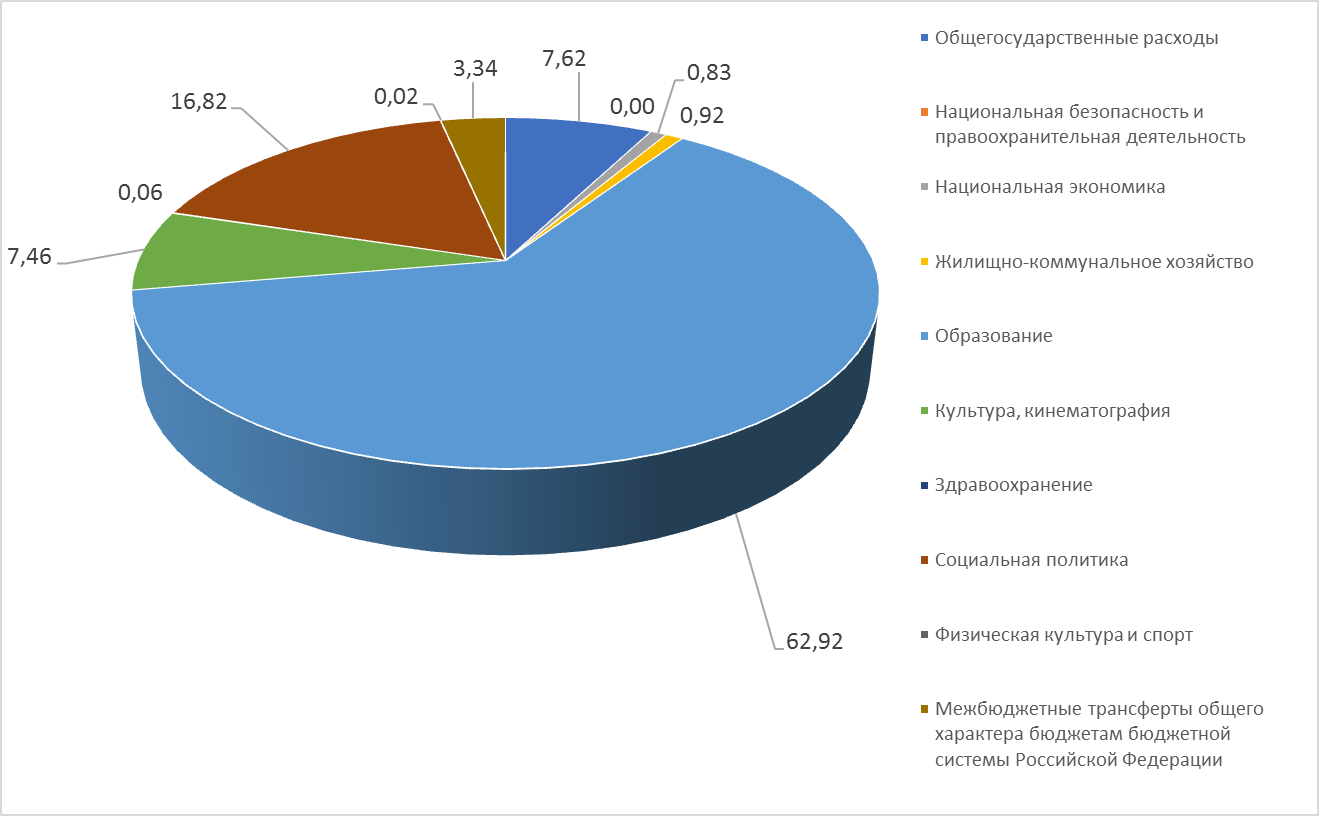 3,34
7,62
0,83
0,02
0,00
0,92
16,82
0,06
7,46
62,92
Общегосударственные расходы
Национальная безопасность и
правоохранительная деятельность
Национальная экономика
Жилищно-коммунальное хозяйство
Образование
Культура, кинематография
Здравоохранение
Социальная политика
Физическая культура и спорт
Межбюджетные трансферты общего
характера бюджетам бюджетной
системы Российской Федерации